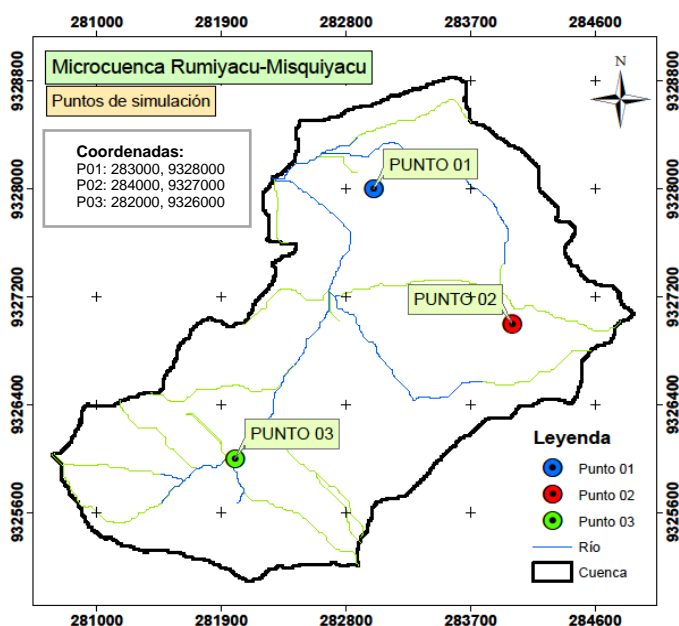 281000 281900 282800 283700 284600
Microcuenca Rumiyacu-Misquiyacu
Puntos de simulación
N
Coordenadas:
P01: 283000, 9328000
P02: 284000, 9327000
P03: 282000, 9326000
PUNTO 01
PUNTO 02
PUNTO 03
9328800
9328000
9327200
9326400
9325600
9328800
9328000
9327200
9326400
9325600
Leyenda
Punto 01
Punto 02
Punto 03
Río
Cuenca
281000 281900 282800 283700 284600